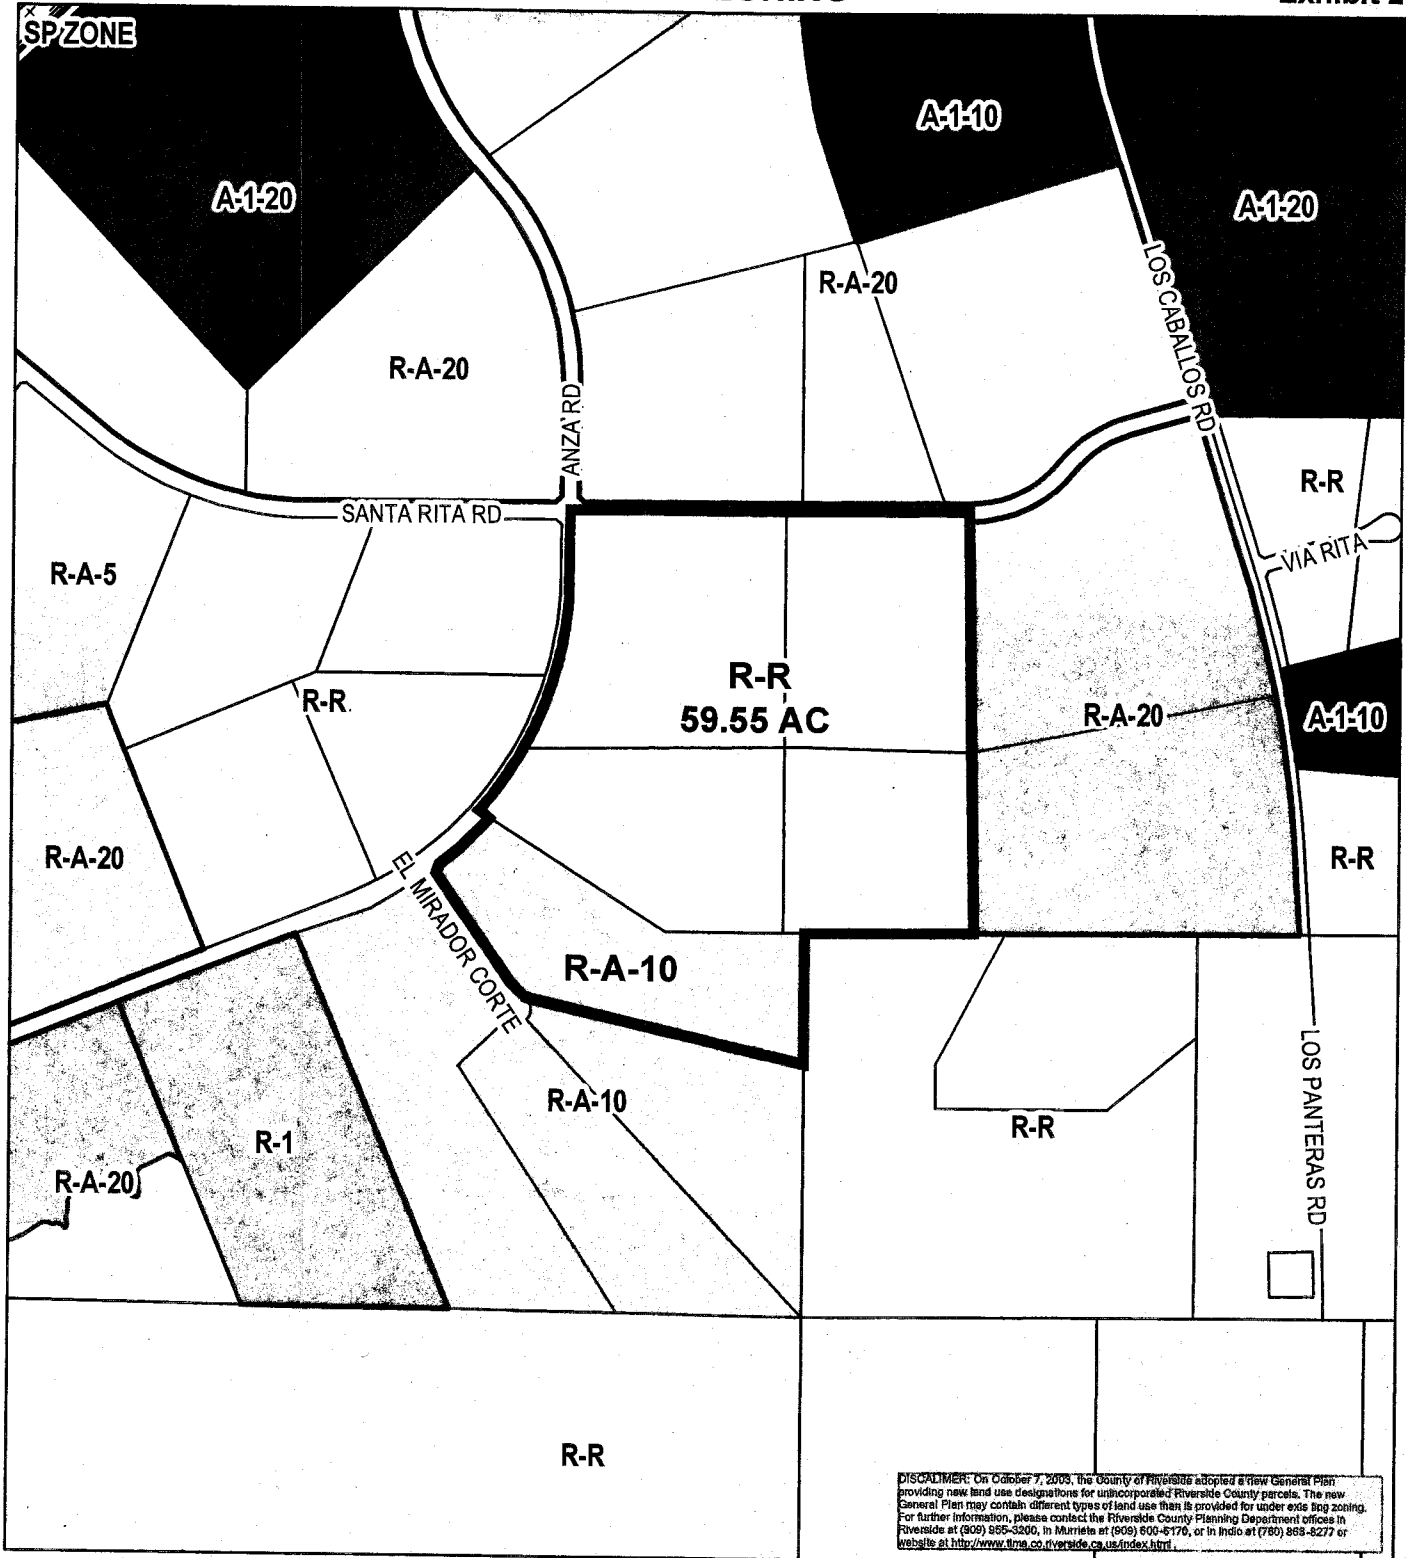 SP ZONE
A-1-10
A-1-20
A-1-20
R-A-20
LOS CABALLOS RD
R-A-20
ANZA RD
R-R
SANTA RITA RD
VIA RITA
R-A-5
R-R
59.55 AC
R-R
R-A-20
A-1-10
R-A-20
R-R
EL MIRADOR CORTE
R-A-10
LOS PANTERAS RD
R-A-10
R-R
R-1
R-A-20
R-R
DISCALIMER: On October 7, 2003, the County of Riverside adopted a new General Plan
providing new land use designations for unincorporated Riverside County parcels. The new
General Plan may contain different types of land use than is provided for under existing zoning.
For further information, please contact the Riverside County Planning Department offices in
Riverside at (909) 955-3200, in Murrieta at (909) 600-6170, or in Indio at (760) 863-8277 or
website at http://www.tlma.co.riverside.ca.us/index.html